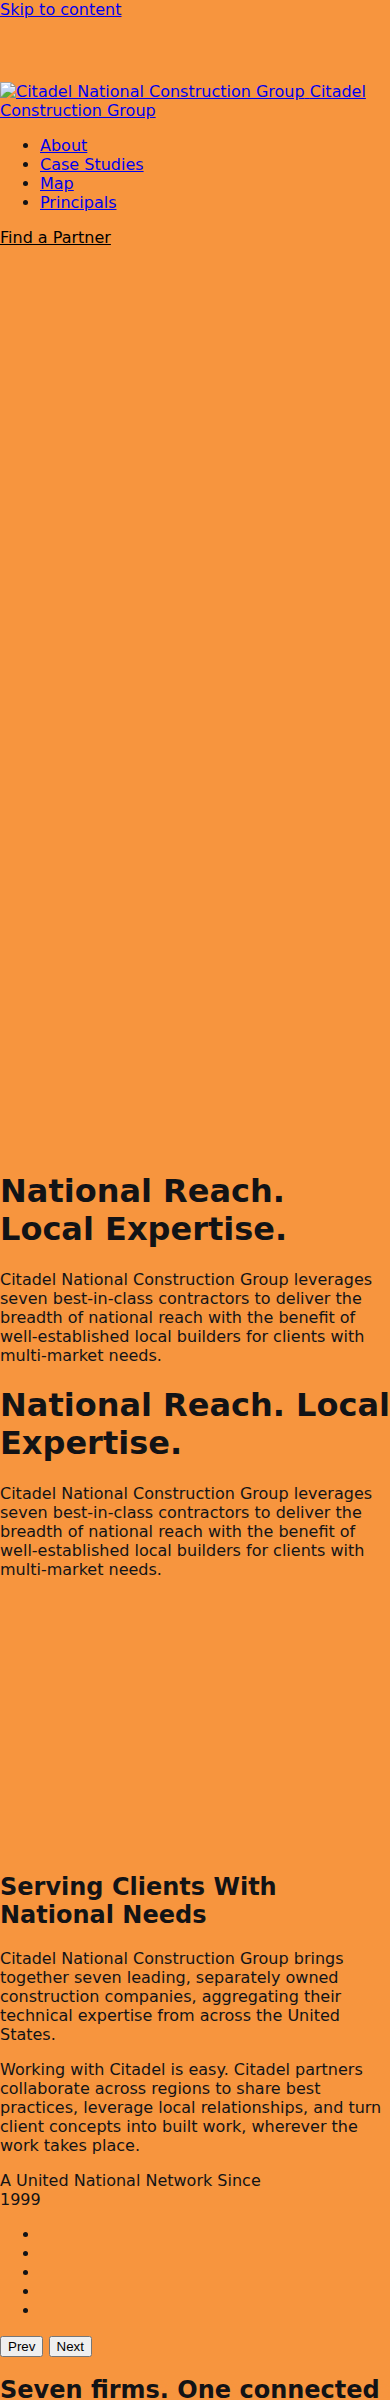 Skip to content
Citadel National Construction Group Citadel
Construction Group
About
Case Studies
Map
Principals
Find a Partner
National Reach.
Local Expertise.
Citadel National Construction Group leverages
seven best-in-class contractors to deliver the
breadth of national reach with the benefit of
well-established local builders for clients with
multi-market needs.
National Reach. Local
Expertise.
Citadel National Construction Group leverages
seven best-in-class contractors to deliver the
breadth of national reach with the benefit of
well-established local builders for clients with
multi-market needs.
Serving Clients With
National Needs
Citadel National Construction Group brings
together seven leading, separately owned
construction companies, aggregating their
technical expertise from across the United
States.
Working with Citadel is easy. Citadel partners
collaborate across regions to share best
practices, leverage local relationships, and turn
client concepts into built work, wherever the
work takes place.
A United National Network Since
1999
Prev Next
Seven firms. One connected